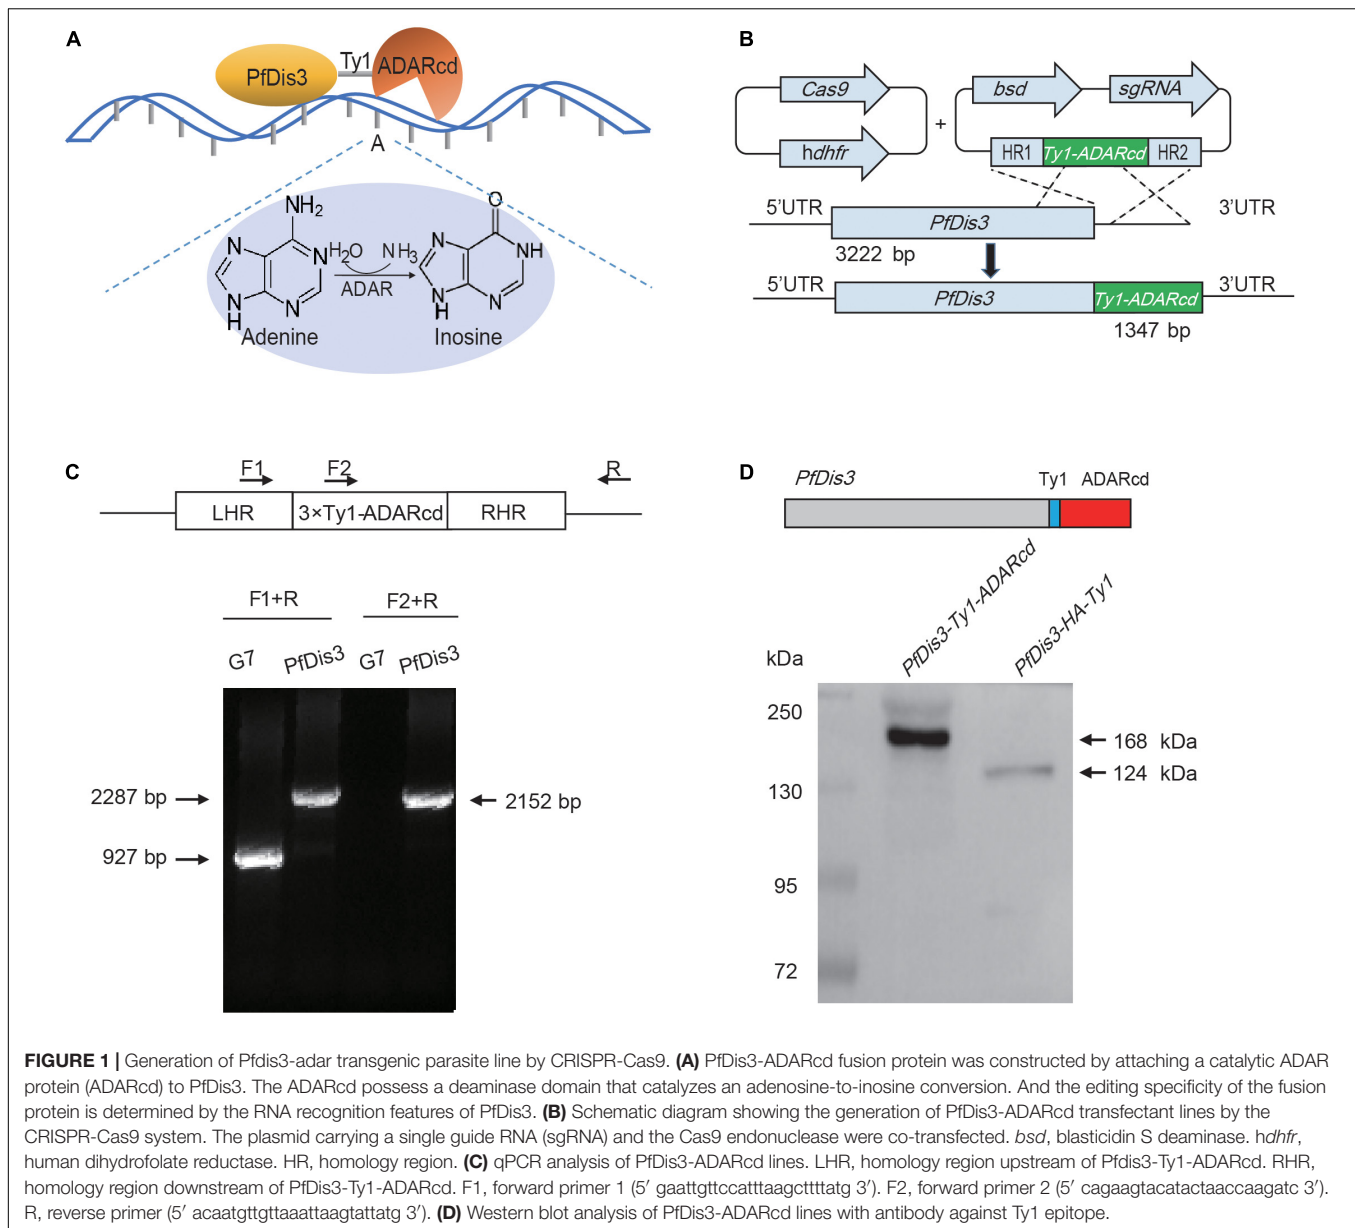 A
PfDis3
Ty1
ADARcd
A
NH₂
N
N
N
N
H
Adenine
H₂O
NH₃
ADAR
O
N
NH
N
N
H
Inosine
B
Cas9
hdhfr
+
bsd
sgRNA
HR1
Ty1-ADARcd
HR2
5'UTR
PfDis3
3'UTR
3222 bp
5'UTR
PfDis3
Ty1-ADARcd
3'UTR
1347 bp
C
F1
F2
R
LHR
3×Ty1-ADARcd
RHR
F1+R
F2+R
G7
PfDis3
G7
PfDis3
2287 bp
2152 bp
927 bp
D
PfDis3
Ty1
ADARcd
PfDis3-Ty1-ADARcd
PfDis3-HA-Ty1
kDa
250
168 kDa
124 kDa
130
95
72
FIGURE 1 | Generation of Pfdis3-adar transgenic parasite line by CRISPR-Cas9. (A) PfDis3-ADARcd fusion protein was constructed by attaching a catalytic ADAR
protein (ADARcd) to PfDis3. The ADARcd possess a deaminase domain that catalyzes an adenosine-to-inosine conversion. And the editing specificity of the fusion
protein is determined by the RNA recognition features of PfDis3. (B) Schematic diagram showing the generation of PfDis3-ADARcd transfectant lines by the
CRISPR-Cas9 system. The plasmid carrying a single guide RNA (sgRNA) and the Cas9 endonuclease were co-transfected. bsd, blasticidin S deaminase. hdhfr,
human dihydrofolate reductase. HR, homology region. (C) qPCR analysis of PfDis3-ADARcd lines. LHR, homology region upstream of Pfdis3-Ty1-ADARcd. RHR,
homology region downstream of PfDis3-Ty1-ADARcd. F1, forward primer 1 (5′ gaattgttccatttaagcttttatg 3′). F2, forward primer 2 (5′ cagaagtacatactaaccaagatc 3′).
R, reverse primer (5′ acaatgttgttaaattaagtattatg 3′). (D) Western blot analysis of PfDis3-ADARcd lines with antibody against Ty1 epitope.